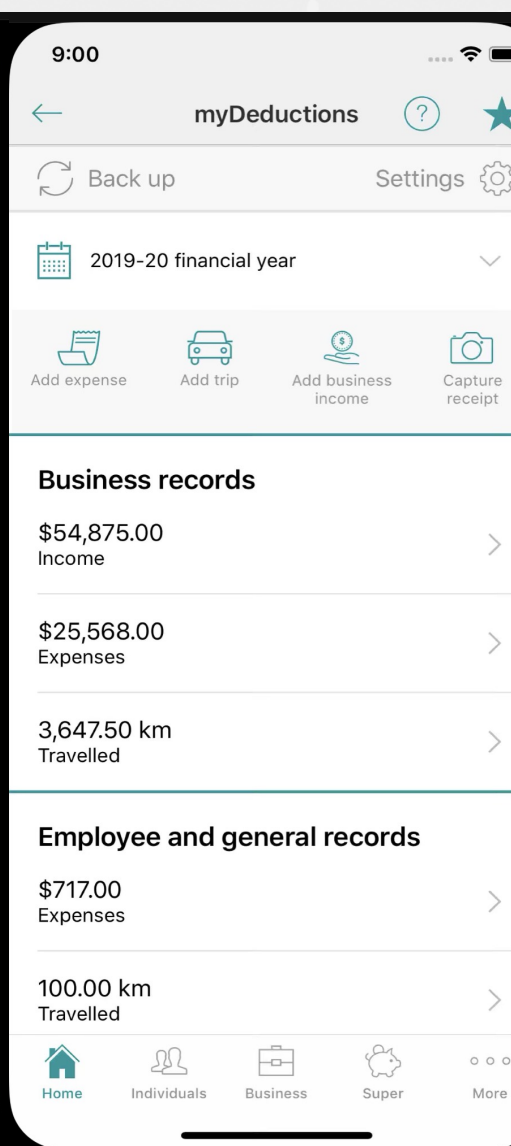 9:00
myDeductions ?
Back up Settings
2019-20 financial year
Add expense Add trip Add business income Capture receipt
Business records
$54,875.00
Income
$25,568.00
Expenses
3,647.50 km
Travelled
Employee and general records
$717.00
Expenses
100.00 km
Travelled
Home Individuals Business Super More